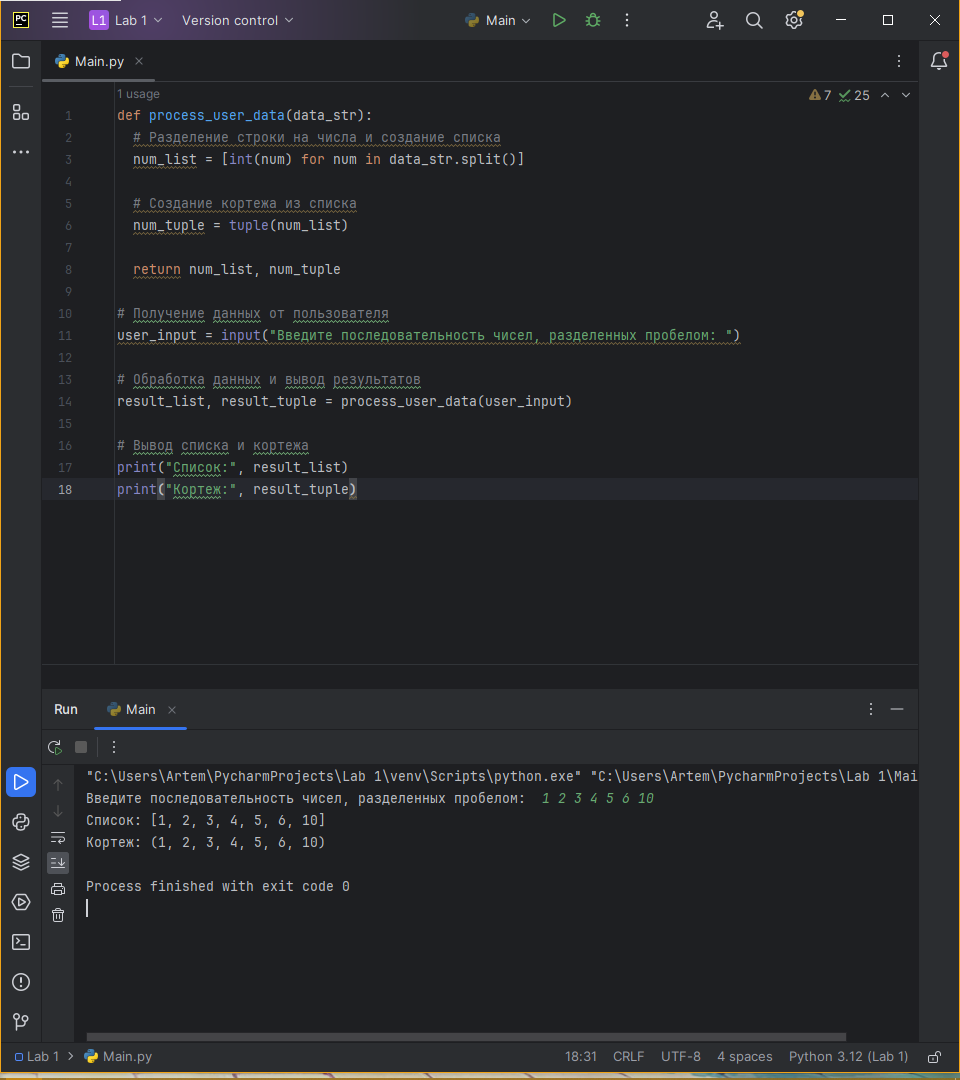 PC L1 Lab 1 Version control Main
Main.py
1 usage
7 25
1 def process_user_data(data_str):
2 # Разделение строки на числа и создание списка
3 num_list = [int(num) for num in data_str.split()]
4
5 # Создание кортежа из списка
6 num_tuple = tuple(num_list)
7
8 return num_list, num_tuple
9
10 # Получение данных от пользователя
11 user_input = input("Введите последовательность чисел, разделенных пробелом: ")
12
13 # Обработка данных и вывод результатов
14 result_list, result_tuple = process_user_data(user_input)
15
16 # Вывод списка и кортежа
17 print("Список:", result_list)
18 print("Кортеж:", result_tuple)
Run Main
"C:\Users\Artem\PycharmProjects\Lab 1\venv\Scripts\python.exe" "C:\Users\Artem\PycharmProjects\Lab 1\Mai
Введите последовательность чисел, разделенных пробелом: 1 2 3 4 5 6 10
Список: [1, 2, 3, 4, 5, 6, 10]
Кортеж: (1, 2, 3, 4, 5, 6, 10)
Process finished with exit code 0
Lab 1 Main.py 18:31 CRLF UTF-8 4 spaces Python 3.12 (Lab 1)